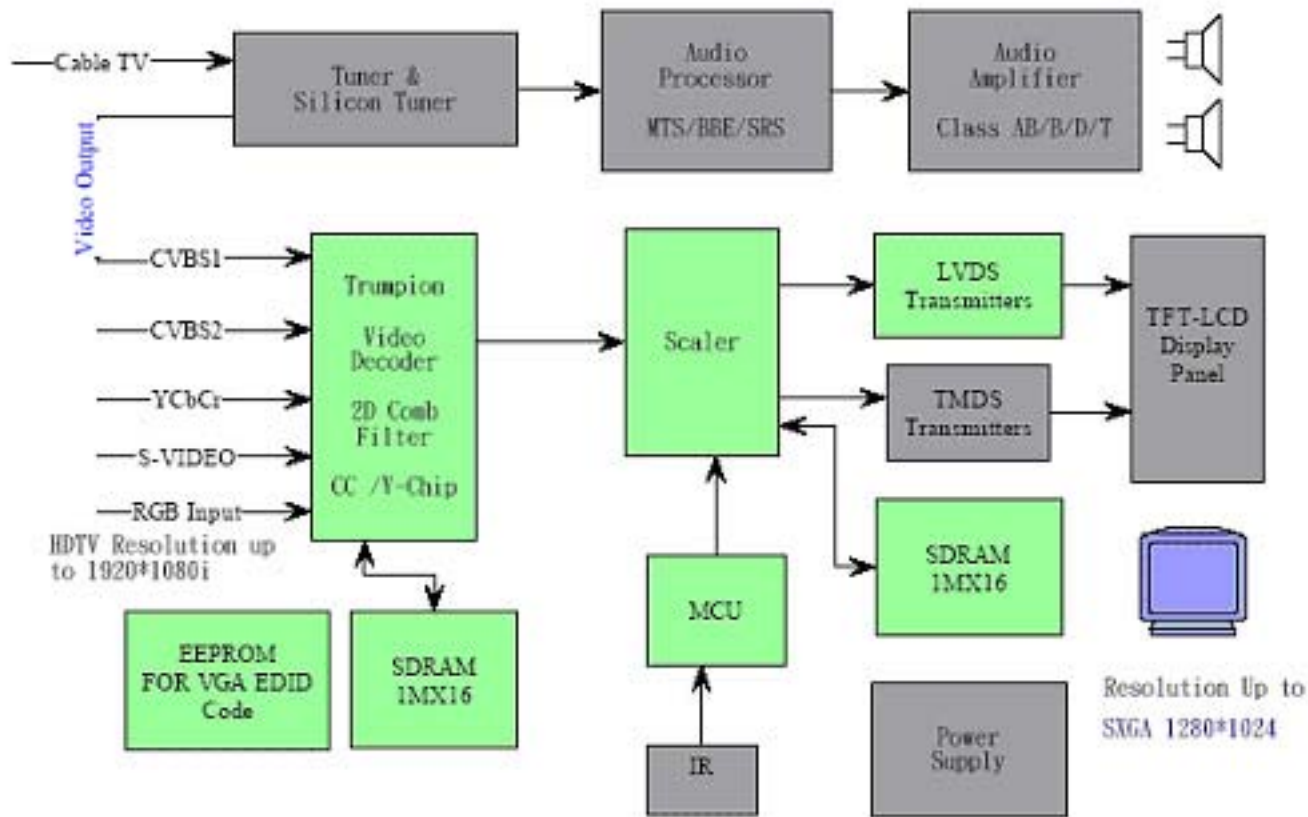 Cable TV
Tuner &
Silicon Tuner
Audio
Processor
MTS/BBE/SRS
Audio
Amplifier
Class AB/B/D/T
Video Output
CVBS1
CVBS2
YCbCr
S-VIDEO
RGB Input
HDTV Resolution up
to 1920*1080i
Trumpion
Video
Decoder
2D Comb
Filter
CC /V-Chip
Scaler
LVDS
Transmitters
TMDS
Transmitters
TFT-LCD
Display
Panel
EEPROM
FOR VGA EDID
Code
SDRAM
1MX16
MCU
IR
SDRAM
1MX16
Power
Supply
Resolution Up to
SXGA 1280*1024